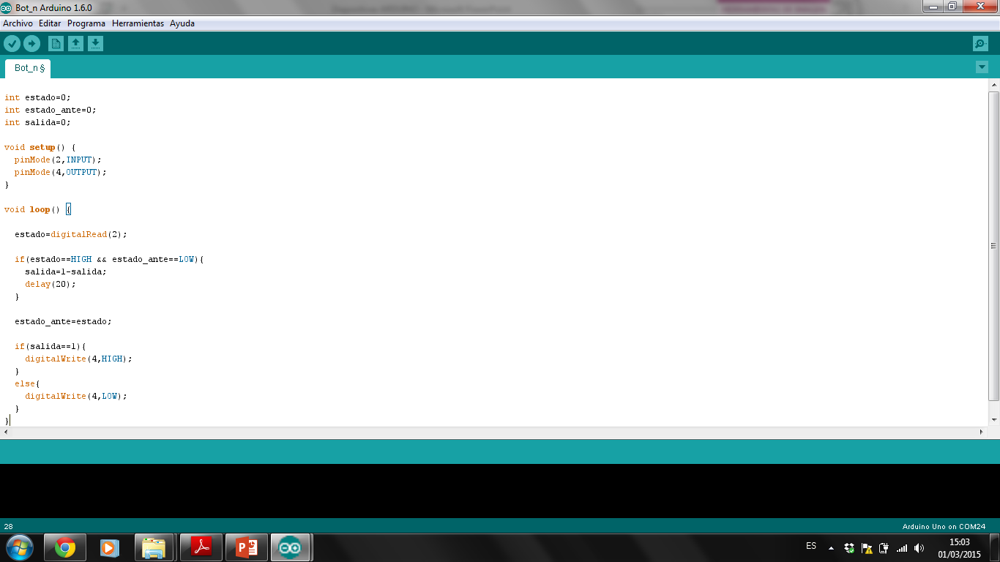 Bot_n Arduino 1.6.0
Archivo Editar Programa Herramientas Ayuda
Bot_n §
int estado=0;
int estado_ante=0;
int salida=0;
void setup() {
pinMode(2,INPUT);
pinMode(4,OUTPUT);
}
void loop() {
estado=digitalRead(2);
if(estado==HIGH && estado_ante==LOW){
salida=1-salida;
delay(20);
}
estado_ante=estado;
if(salida==1){
digitalWrite(4,HIGH);
}
else{
digitalWrite(4,LOW);
}
}
28
Arduino Uno on COM24
ES
15:03
01/03/2015